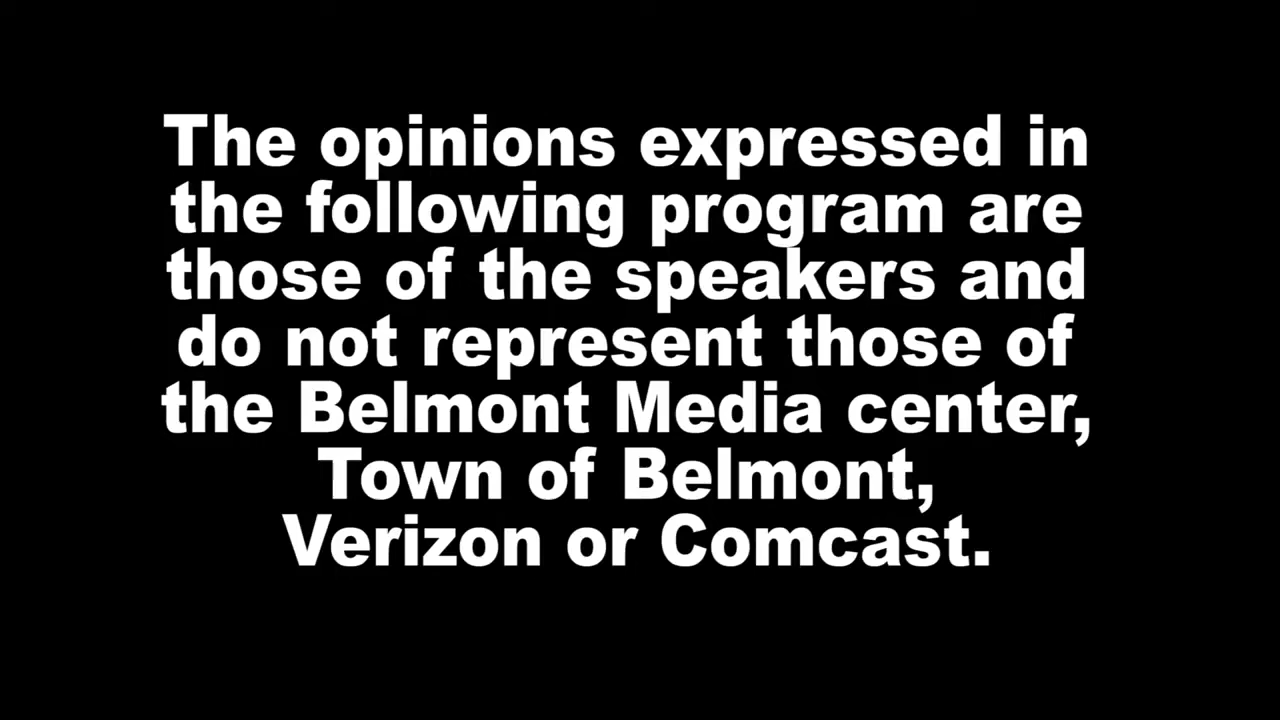 The opinions expressed in
the following program are
those of the speakers and
do not represent those of
the Belmont Media center,
Town of Belmont,
Verizon or Comcast.